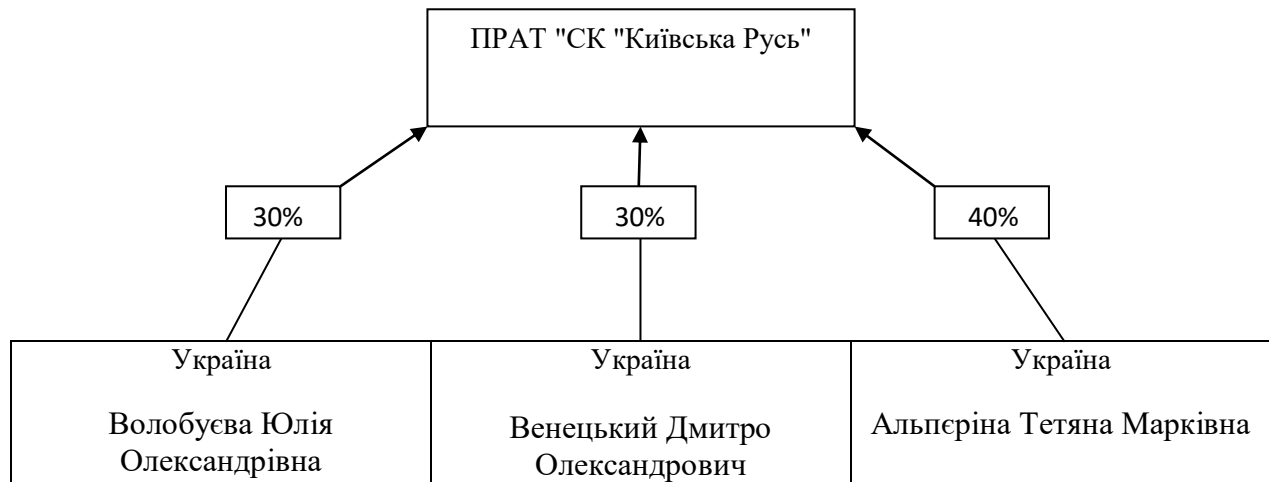 ПРАТ "СК "Київська Русь"
30%
30%
40%
Україна
Волобуєва Юлія
Олександрівна
Україна
Венецький Дмитро
Олександрович
Україна
Альпєріна Тетяна Марківна